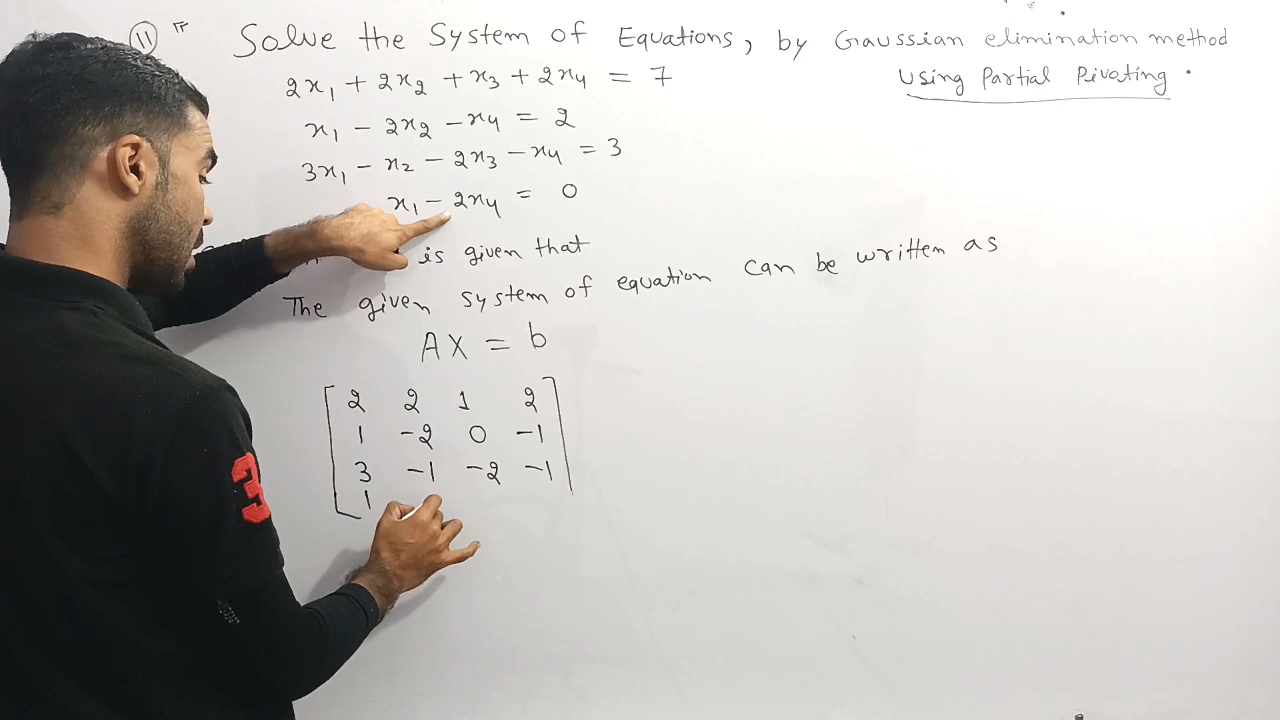 11 Solve the System of Equations, by Gaussian elimination method
using Partial Pivoting.
2x₁ + 2x₂ + x₃ + 2x₄ = 7
x₁ - 2x₂ - x₄ = 2
3x₁ - x₂ - 2x₃ - x₄ = 3
x₁ - 2x₄ = 0
is given that
The given system of equation can be written as
AX = b
2 2 1 2
1 -2 0 -1
3 -1 -2 -1
1
3